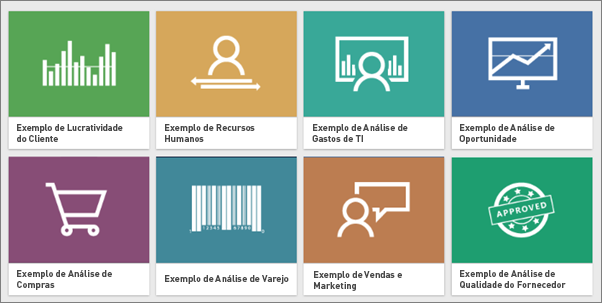 Exemplo de Lucratividade
do Cliente
Exemplo de Recursos
Humanos
Exemplo de Análise de
Gastos de TI
Exemplo de Análise de
Oportunidade
12345 67890
APPROVED
Exemplo de Análise de
Compras
Exemplo de Análise de Varejo
Exemplo de Vendas e
Marketing
Exemplo de Análise de
Qualidade do Fornecedor